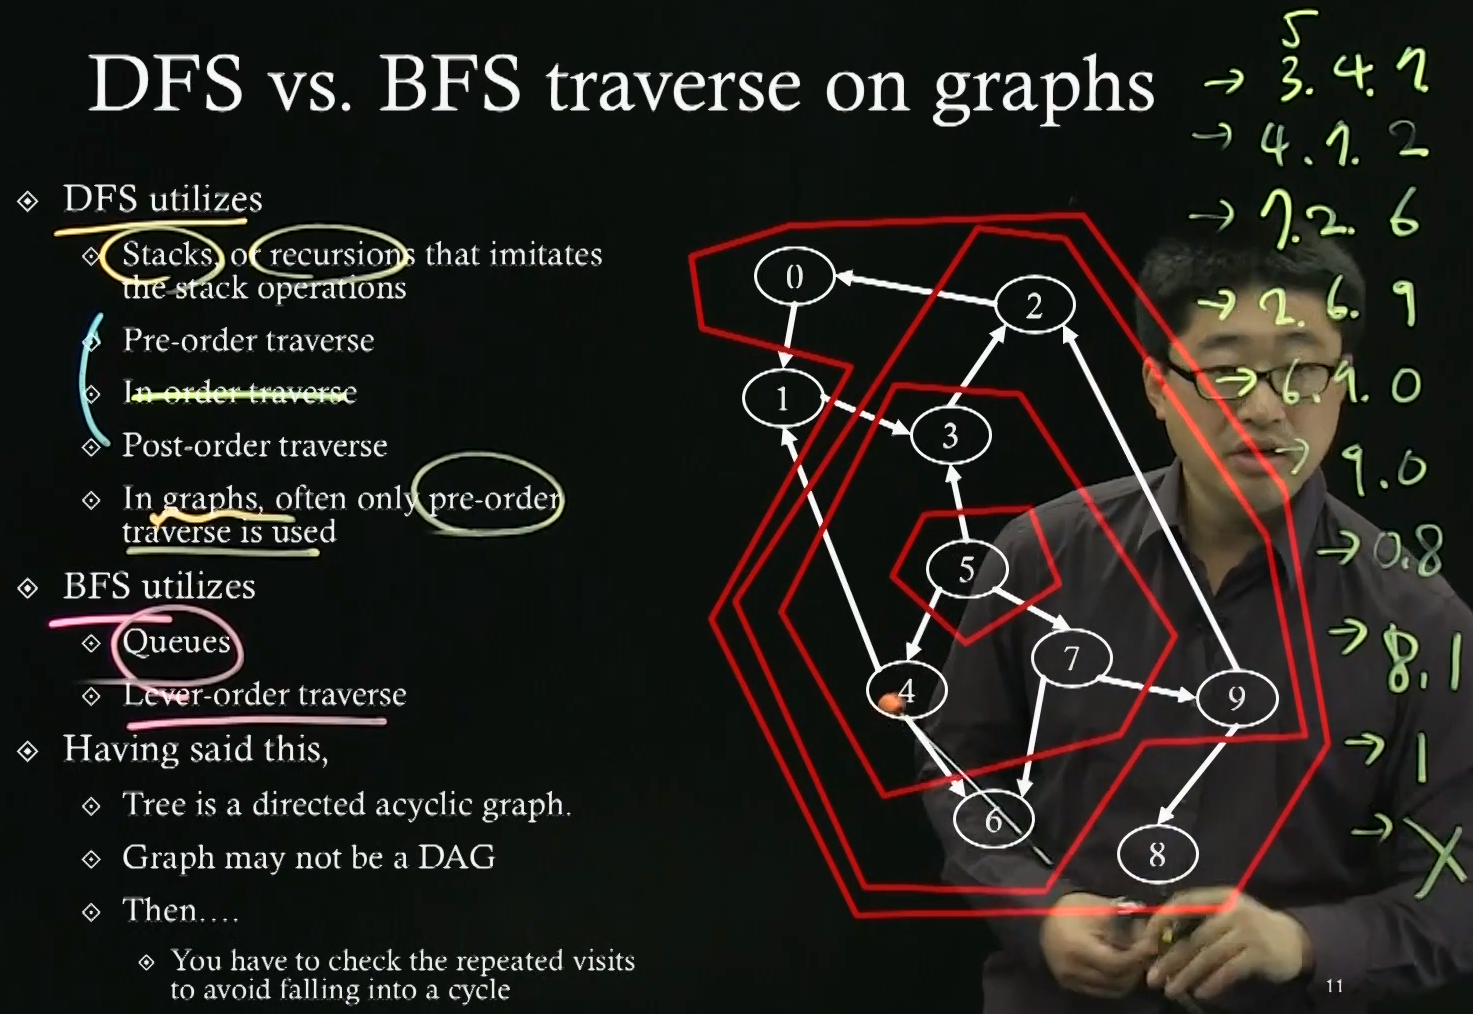 DFS vs. BFS traverse on graphs
DFS utilizes
Stacks, or recursions that imitates
the stack operations
Pre-order traverse
In-order traverse
Post-order traverse
In graphs, often only pre-order
traverse is used
BFS utilizes
Queues
Lever-order traverse
Having said this,
Tree is a directed acyclic graph.
Graph may not be a DAG
Then....
You have to check the repeated visits
to avoid falling into a cycle
0
2
1
3
5
7
4
9
6
8
5
→ 3. 4. 7
→ 4. 7. 2
→ 7. 2. 6
→ 2. 6. 9
→ 6. 9. 0
→ 9. 0
→ 0. 8
→ 8, 1
→ 1
→ X
11